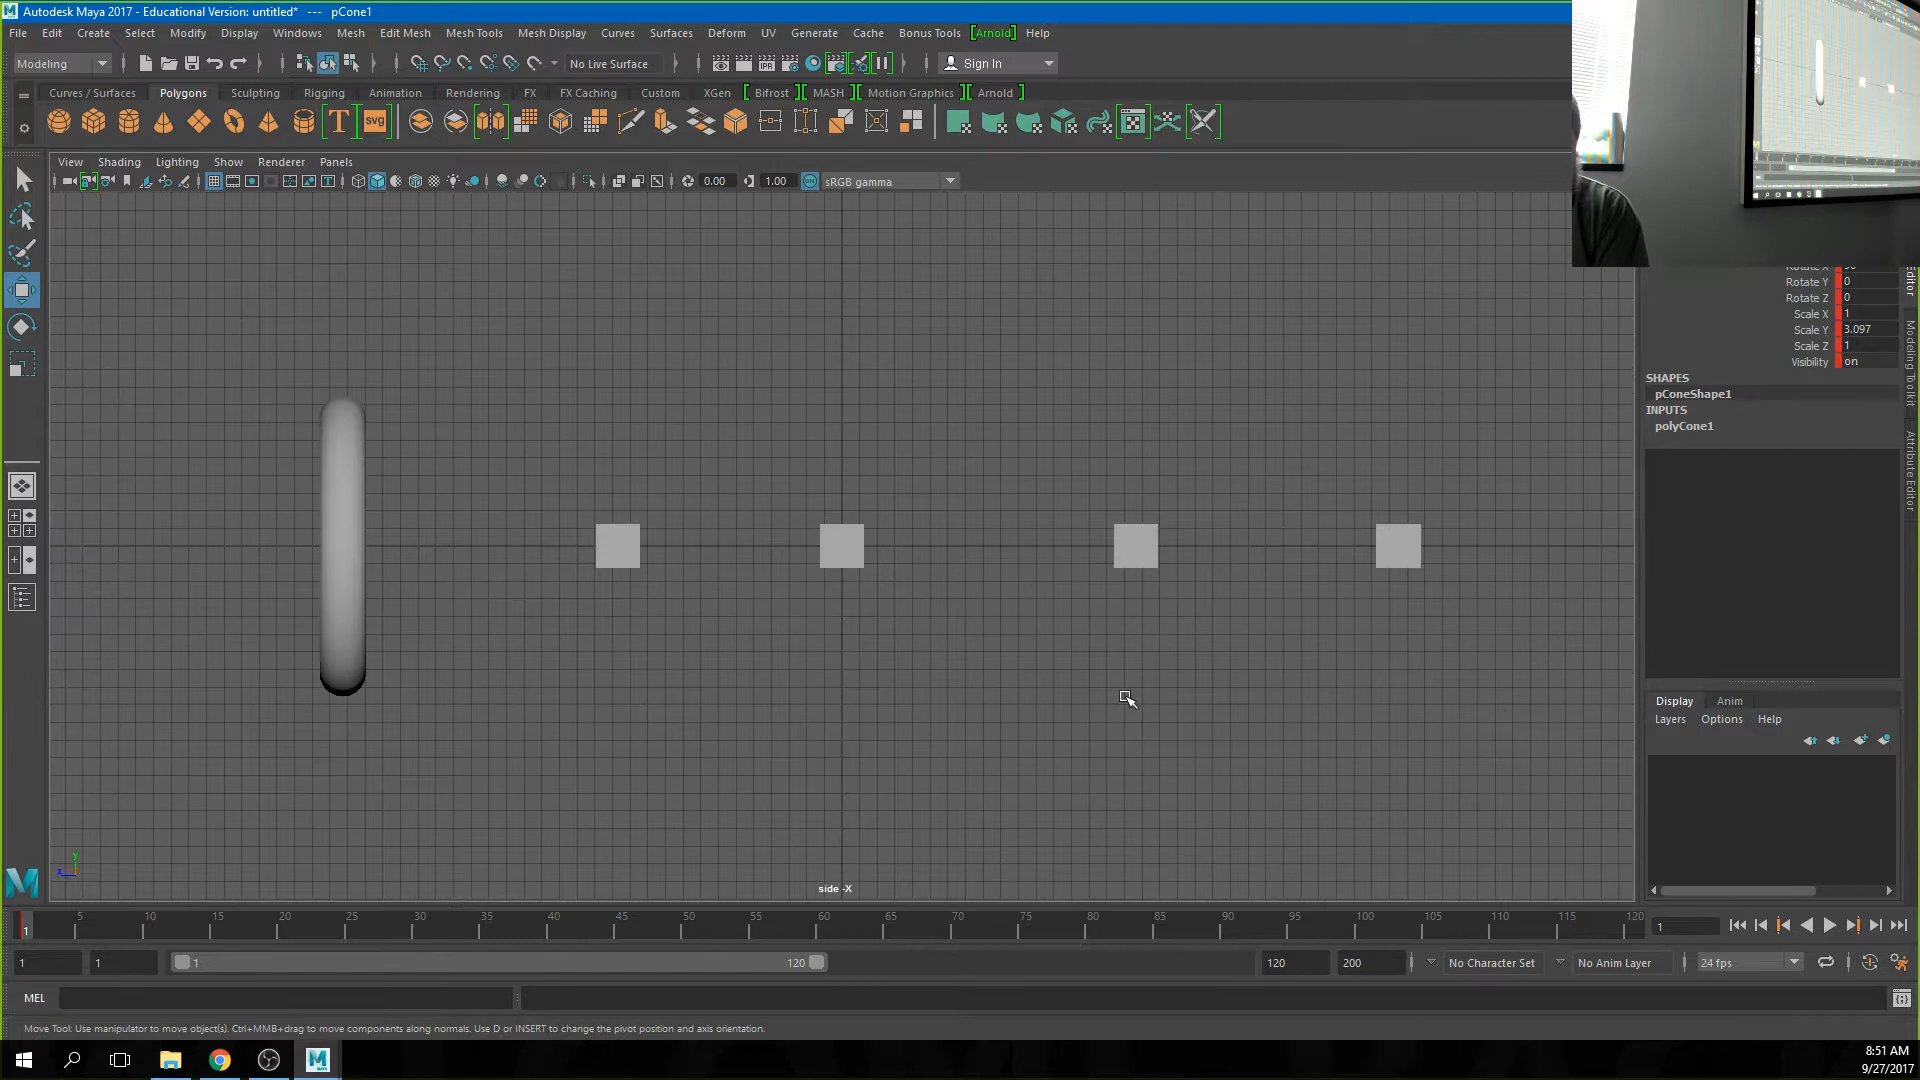 Autodesk Maya 2017 - Educational Version: untitled* --- pCone1
File Edit Create Select Modify Display Windows Mesh Edit Mesh Mesh Tools Mesh Display Curves Surfaces Deform UV Generate Cache Bonus Tools [Arnold] Help
Modeling No Live Surface Sign In
Curves / Surfaces Polygons Sculpting Rigging Animation Rendering FX FX Caching Custom XGen [ Bifrost ] [ MASH ] [ Motion Graphics ] [ Arnold ]
T svg
View Shading Lighting Show Renderer Panels
0.00 1.00 sRGB gamma
Rotate Y 0
Rotate Z 0
Scale X 1
Scale Y 3.097
Scale Z 1
Visibility on
SHAPES
pConeShape1
INPUTS
polyCone1
Editor
Modeling Toolkit
Attribute Editor
Display Anim
Layers Options Help
y
z
side -X
5 10 15 20 25 30 35 40 45 50 55 60 65 70 75 80 85 90 95 100 105 110 115 120
1 1
1 1 1 120 120 200 No Character Set No Anim Layer 24 fps
MEL
Move Tool: Use manipulator to move object(s). Ctrl+MMB+drag to move components along normals. Use D or INSERT to change the pivot position and axis orientation.
8:51 AM
9/27/2017